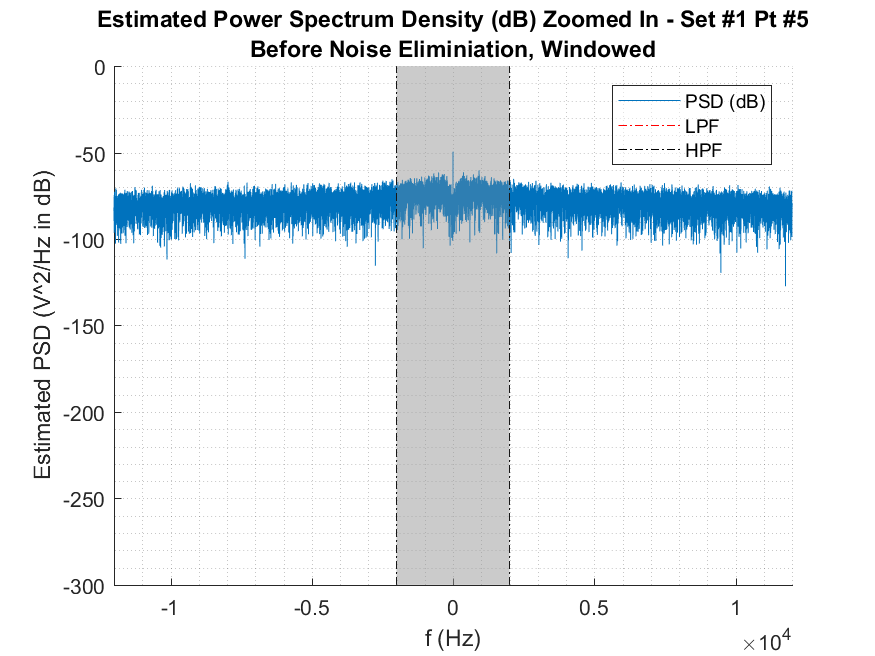 Estimated Power Spectrum Density (dB) Zoomed In - Set #1 Pt #5
Before Noise Eliminiation, Windowed
PSD (dB)
LPF
HPF
Estimated PSD (V^2/Hz in dB)
0
-50
-100
-150
-200
-250
-300
-1
-0.5
0
0.5
1
×10^4
f (Hz)